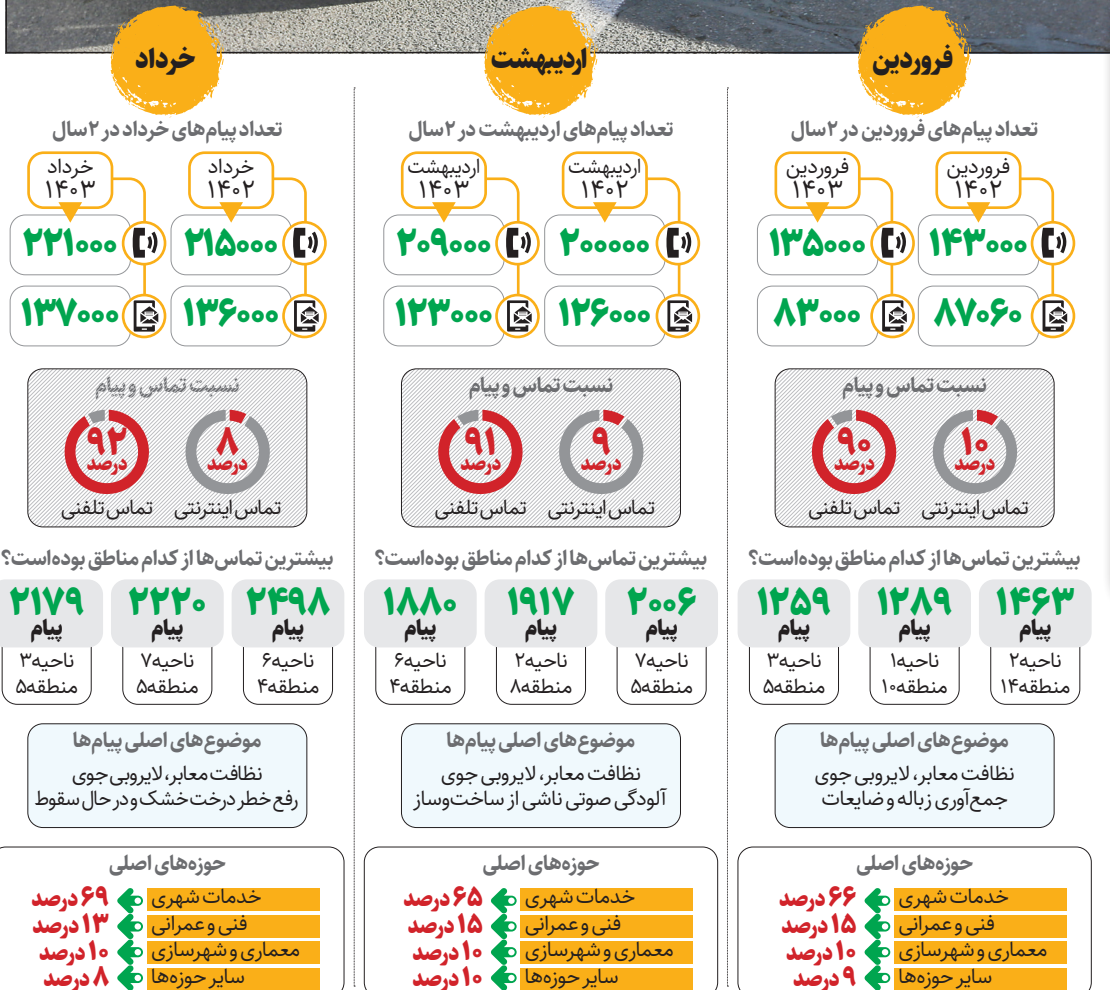 فروردین
تعداد پیام‌های فروردین در ۲سال
فروردین
۱۴۰۲
۱۴۳۰۰۰
۸۷۰۶۰
فروردین
۱۴۰۳
۱۳۵۰۰۰
۸۳۰۰۰
نسبت تماس و پیام
۱۰
درصد
تماس اینترنتی
۹۰
درصد
تماس تلفنی
بیشترین تماس‌ها از کدام مناطق بوده‌است؟
۱۴۶۳
پیام
ناحیه۲
منطقه۱۴
۱۲۸۹
پیام
ناحیه۱
منطقه۱۰
۱۲۵۹
پیام
ناحیه۳
منطقه۵
موضوع‌های اصلی پیام‌ها
نظافت معابر، لایروبی جوی
جمع‌آوری زباله و ضایعات
حوزه‌های اصلی
خدمات شهری ۶۶ درصد
فنی و عمرانی ۱۵ درصد
معماری و شهرسازی ۱۰ درصد
سایر حوزه‌ها ۹ درصد
اردیبهشت
تعداد پیام‌های اردیبهشت در ۲سال
اردیبهشت
۱۴۰۲
۲۰۰۰۰۰
۱۲۶۰۰۰
اردیبهشت
۱۴۰۳
۲۰۹۰۰۰
۱۲۳۰۰۰
نسبت تماس و پیام
۹
درصد
تماس اینترنتی
۹۱
درصد
تماس تلفنی
بیشترین تماس‌ها از کدام مناطق بوده‌است؟
۲۰۰۶
پیام
ناحیه۷
منطقه۵
۱۹۱۷
پیام
ناحیه۲
منطقه۸
۱۸۸۰
پیام
ناحیه۶
منطقه۴
موضوع‌های اصلی پیام‌ها
نظافت معابر، لایروبی جوی
آلودگی صوتی ناشی از ساخت‌وساز
حوزه‌های اصلی
خدمات شهری ۶۵ درصد
فنی و عمرانی ۱۵ درصد
معماری و شهرسازی ۱۰ درصد
سایر حوزه‌ها ۱۰ درصد
خرداد
تعداد پیام‌های خرداد در ۲سال
خرداد
۱۴۰۲
۲۱۵۰۰۰
۱۳۶۰۰۰
خرداد
۱۴۰۳
۲۲۱۰۰۰
۱۳۷۰۰۰
نسبت تماس و پیام
۸
درصد
تماس اینترنتی
۹۲
درصد
تماس تلفنی
بیشترین تماس‌ها از کدام مناطق بوده‌است؟
۲۴۹۸
پیام
ناحیه۶
منطقه۴
۲۲۲۰
پیام
ناحیه۷
منطقه۵
۲۱۷۹
پیام
ناحیه۳
منطقه۵
موضوع‌های اصلی پیام‌ها
نظافت معابر، لایروبی جوی
رفع خطر درخت خشک و در حال سقوط
حوزه‌های اصلی
خدمات شهری ۶۹ درصد
فنی و عمرانی ۱۳ درصد
معماری و شهرسازی ۱۰ درصد
سایر حوزه‌ها ۸ درصد